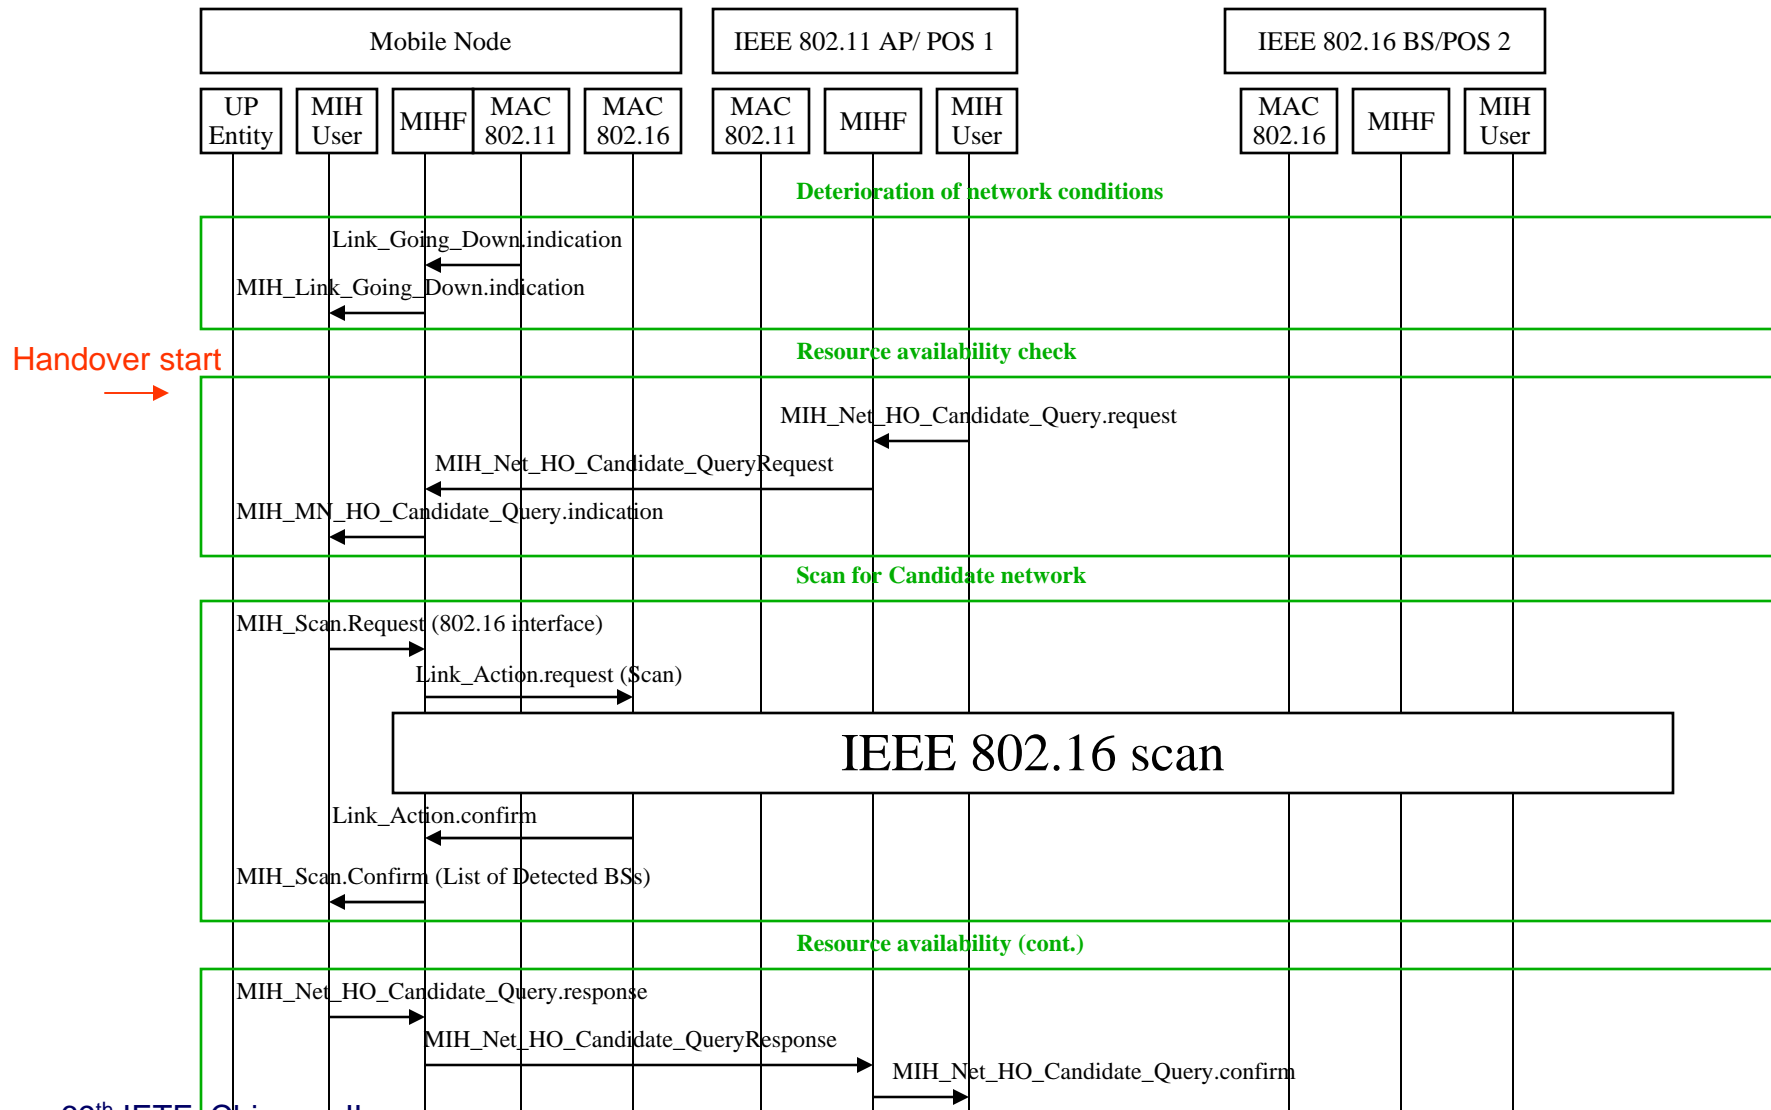 Mobile Node
IEEE 802.11 AP/ POS 1
IEEE 802.16 BS/POS 2
UP
Entity
MIH
User
MIHF
MAC
802.11
MAC
802.16
MAC
802.11
MIHF
MIH
User
MAC
802.16
MIHF
MIH
User
Deterioration of network conditions
Link_Going_Down.indication
MIH_Link_Going_Down.indication
Handover start
Resource availability check
MIH_Net_HO_Candidate_Query.request
MIH_Net_HO_Candidate_QueryRequest
MIH_MN_HO_Candidate_Query.indication
Scan for Candidate network
MIH_Scan.Request (802.16 interface)
Link_Action.request (Scan)
IEEE 802.16 scan
Link_Action.confirm
MIH_Scan.Confirm (List of Detected BSs)
Resource availability (cont.)
MIH_Net_HO_Candidate_Query.response
MIH_Net_HO_Candidate_QueryResponse
MIH_Net_HO_Candidate_Query.confirm